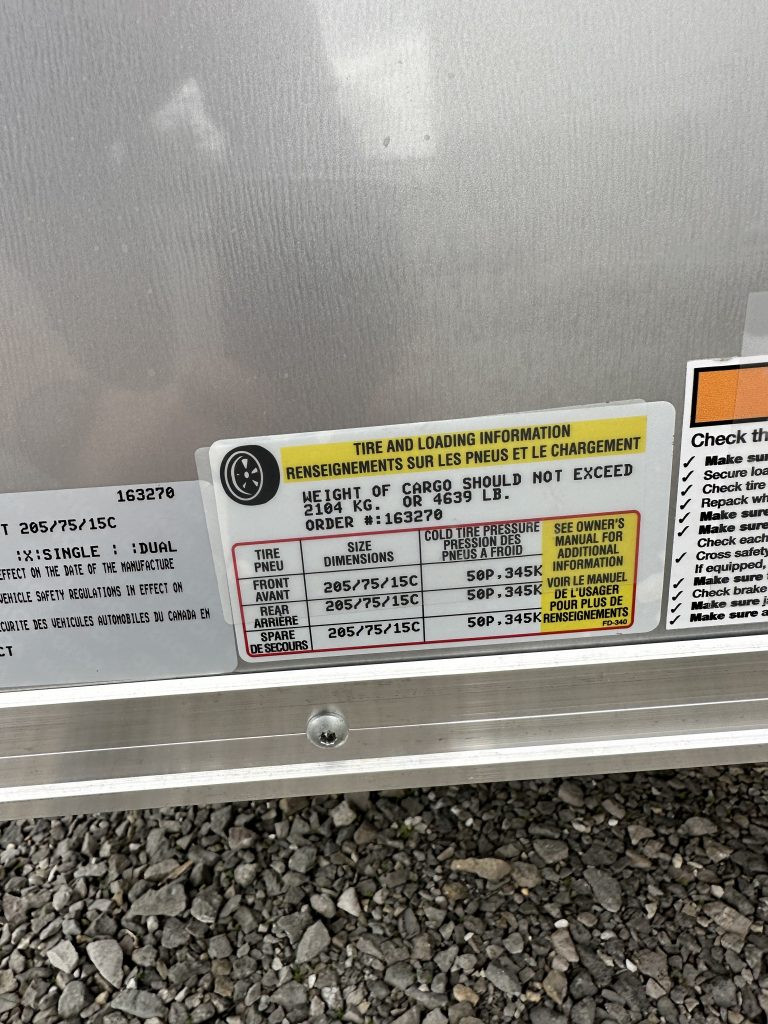 163270
T 205/75/15C
:X:SINGLE : :DUAL
EFFECT ON THE DATE OF THE MANUFACTURE
VEHICLE SAFETY REGULATIONS IN EFFECT ON
CURITE DES VEHICULES AUTOMOBILES DU CANADA EN
CT
TIRE AND LOADING INFORMATION
RENSEIGNEMENTS SUR LES PNEUS ET LE CHARGEMENT
WEIGHT OF CARGO SHOULD NOT EXCEED
2104 KG. OR 4639 LB.
ORDER #:163270
TIRE
PNEU
SIZE
DIMENSIONS
COLD TIRE PRESSURE
PRESSION DES
PNEUS A FROID
FRONT
AVANT
205/75/15C
50P,345K
REAR
ARRIÈRE
205/75/15C
50P,345K
SPARE
DE SECOURS
205/75/15C
50P,345K
SEE OWNER'S
MANUAL FOR
ADDITIONAL
INFORMATION
VOIR LE MANUEL
DE L'USAGER
POUR PLUS DE
RENSEIGNEMENTS
FD-340
Check th
✓ Make sur
✓ Secure loa
✓ Check tire
✓ Repack wh
✓ Make sure
✓ Make sure
Check each
✓ Cross safety
If equipped,
✓ Make sure
✓ Check brake
✓ Make sure j
✓ Make sure a